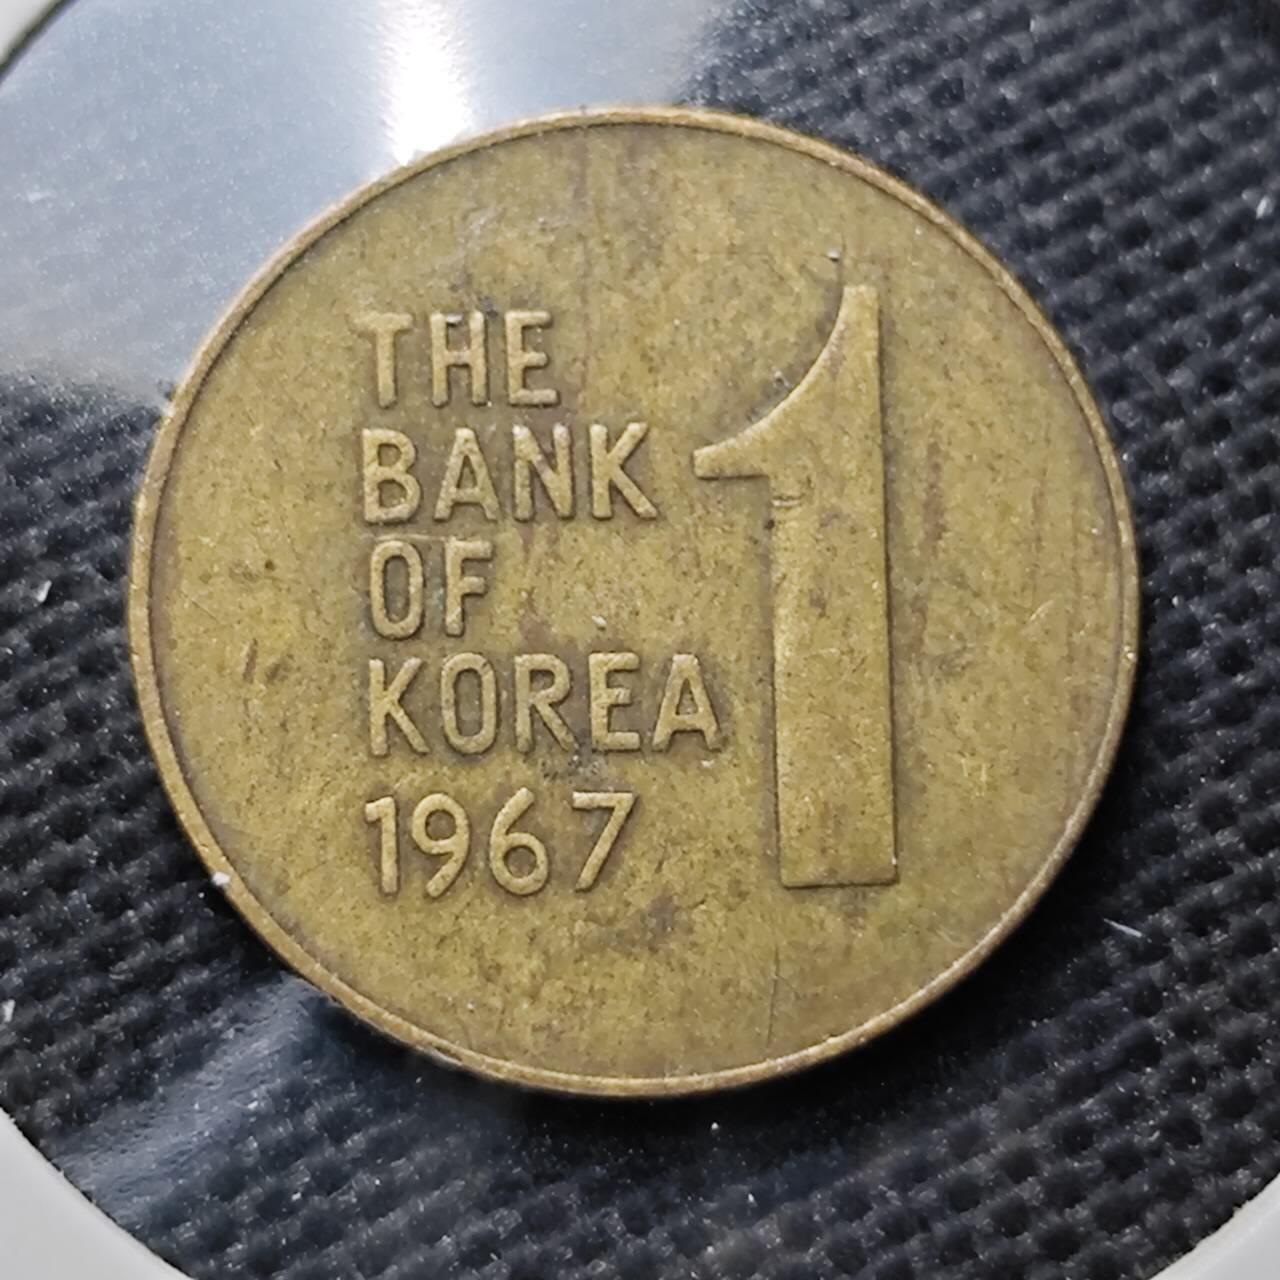 THE
BANK
OF
KOREA
1967
1